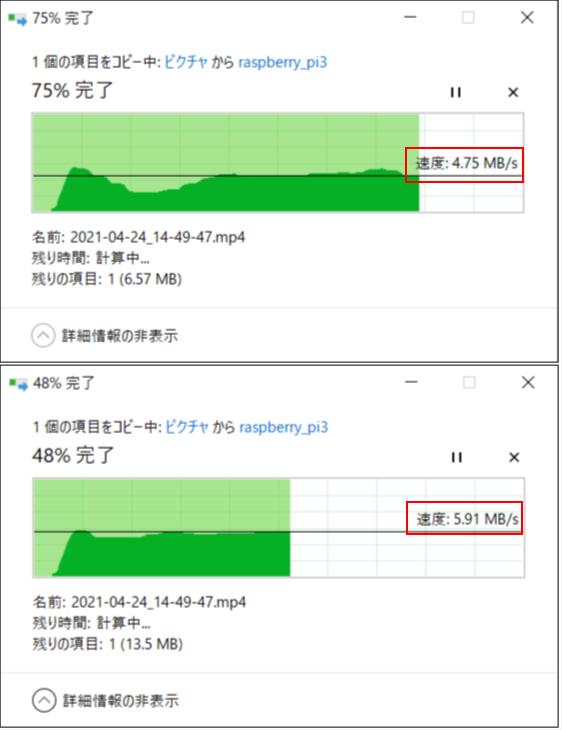 75% 完了
1 個の項目をコピー中: ピクチャ から raspberry_pi3
75% 完了
速度: 4.75 MB/s
名前: 2021-04-24_14-49-47.mp4
残り時間: 計算中...
残りの項目: 1 (6.57 MB)
詳細情報の非表示
48% 完了
1 個の項目をコピー中: ピクチャ から raspberry_pi3
48% 完了
速度: 5.91 MB/s
名前: 2021-04-24_14-49-47.mp4
残り時間: 計算中...
残りの項目: 1 (13.5 MB)
詳細情報の非表示